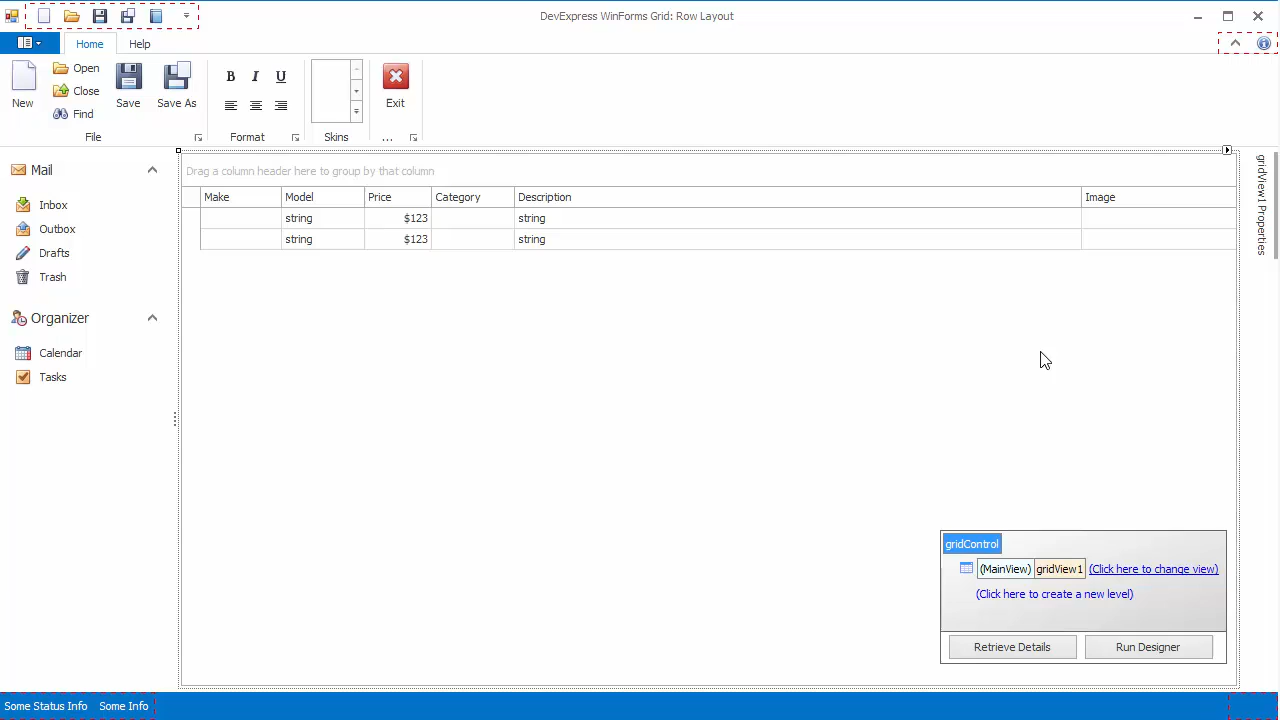 DevExpress WinForms Grid: Row Layout
Home Help
New
Open
Close
Find
Save
Save As
B I U
Exit
File
Format
Skins
...
Mail
Inbox
Outbox
Drafts
Trash
Organizer
Calendar
Tasks
Drag a column header here to group by that column
Make Model Price Category Description Image
string $123 string
string $123 string
gridView1 Properties
gridControl
(MainView) gridView1 (Click here to change view)
(Click here to create a new level)
Retrieve Details Run Designer
Some Status Info Some Info